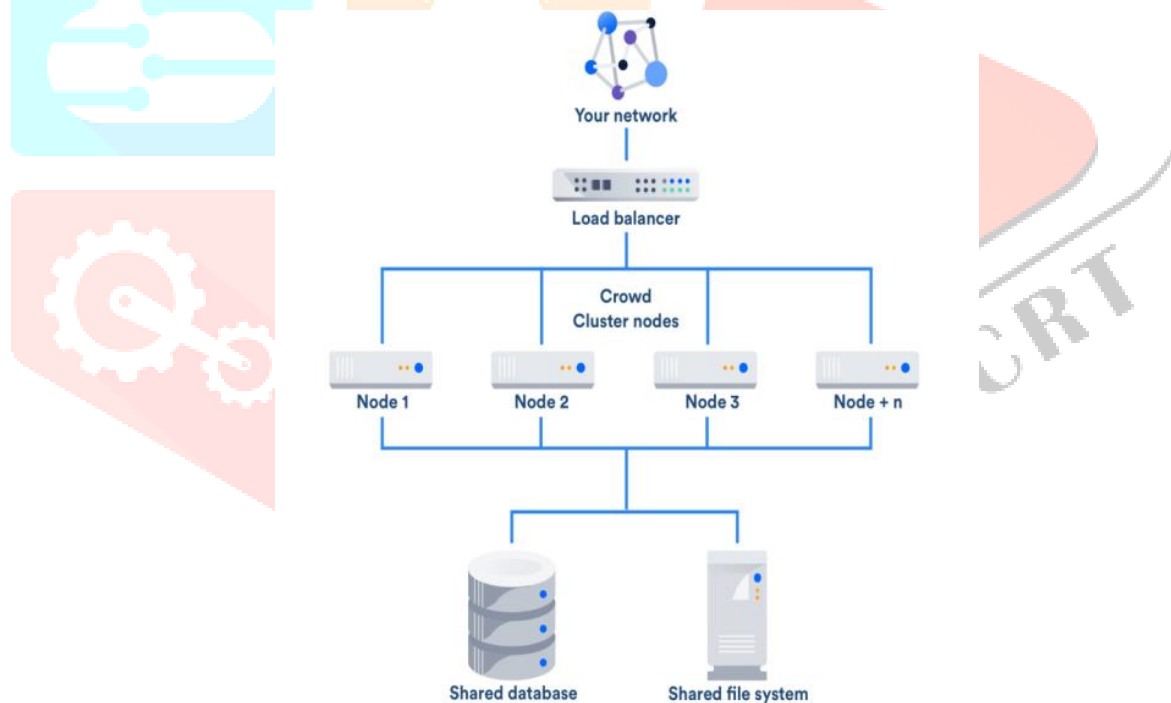 Your network
Load balancer
Crowd
Cluster nodes
Node 1
Node 2
Node 3
Node + n
Shared database
Shared file system
CRT